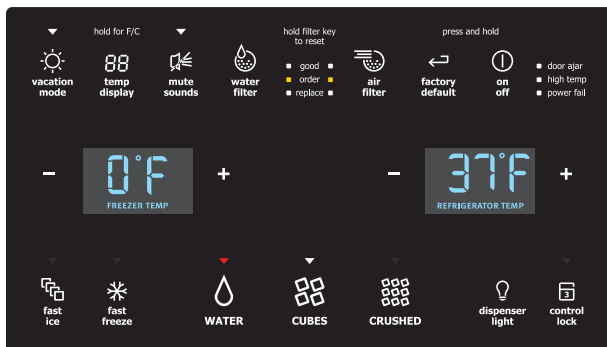 hold for F/C
hold filter key
to reset
press and hold
88
good
order
replace
door ajar
high temp
power fail
vacation
mode
temp
display
mute
sounds
water
filter
air
filter
factory
default
on
off
- 0°F +
FREEZER TEMP
- 37°F +
REFRIGERATOR TEMP
fast
ice
fast
freeze
WATER
CUBES
CRUSHED
dispenser
light
3
control
lock